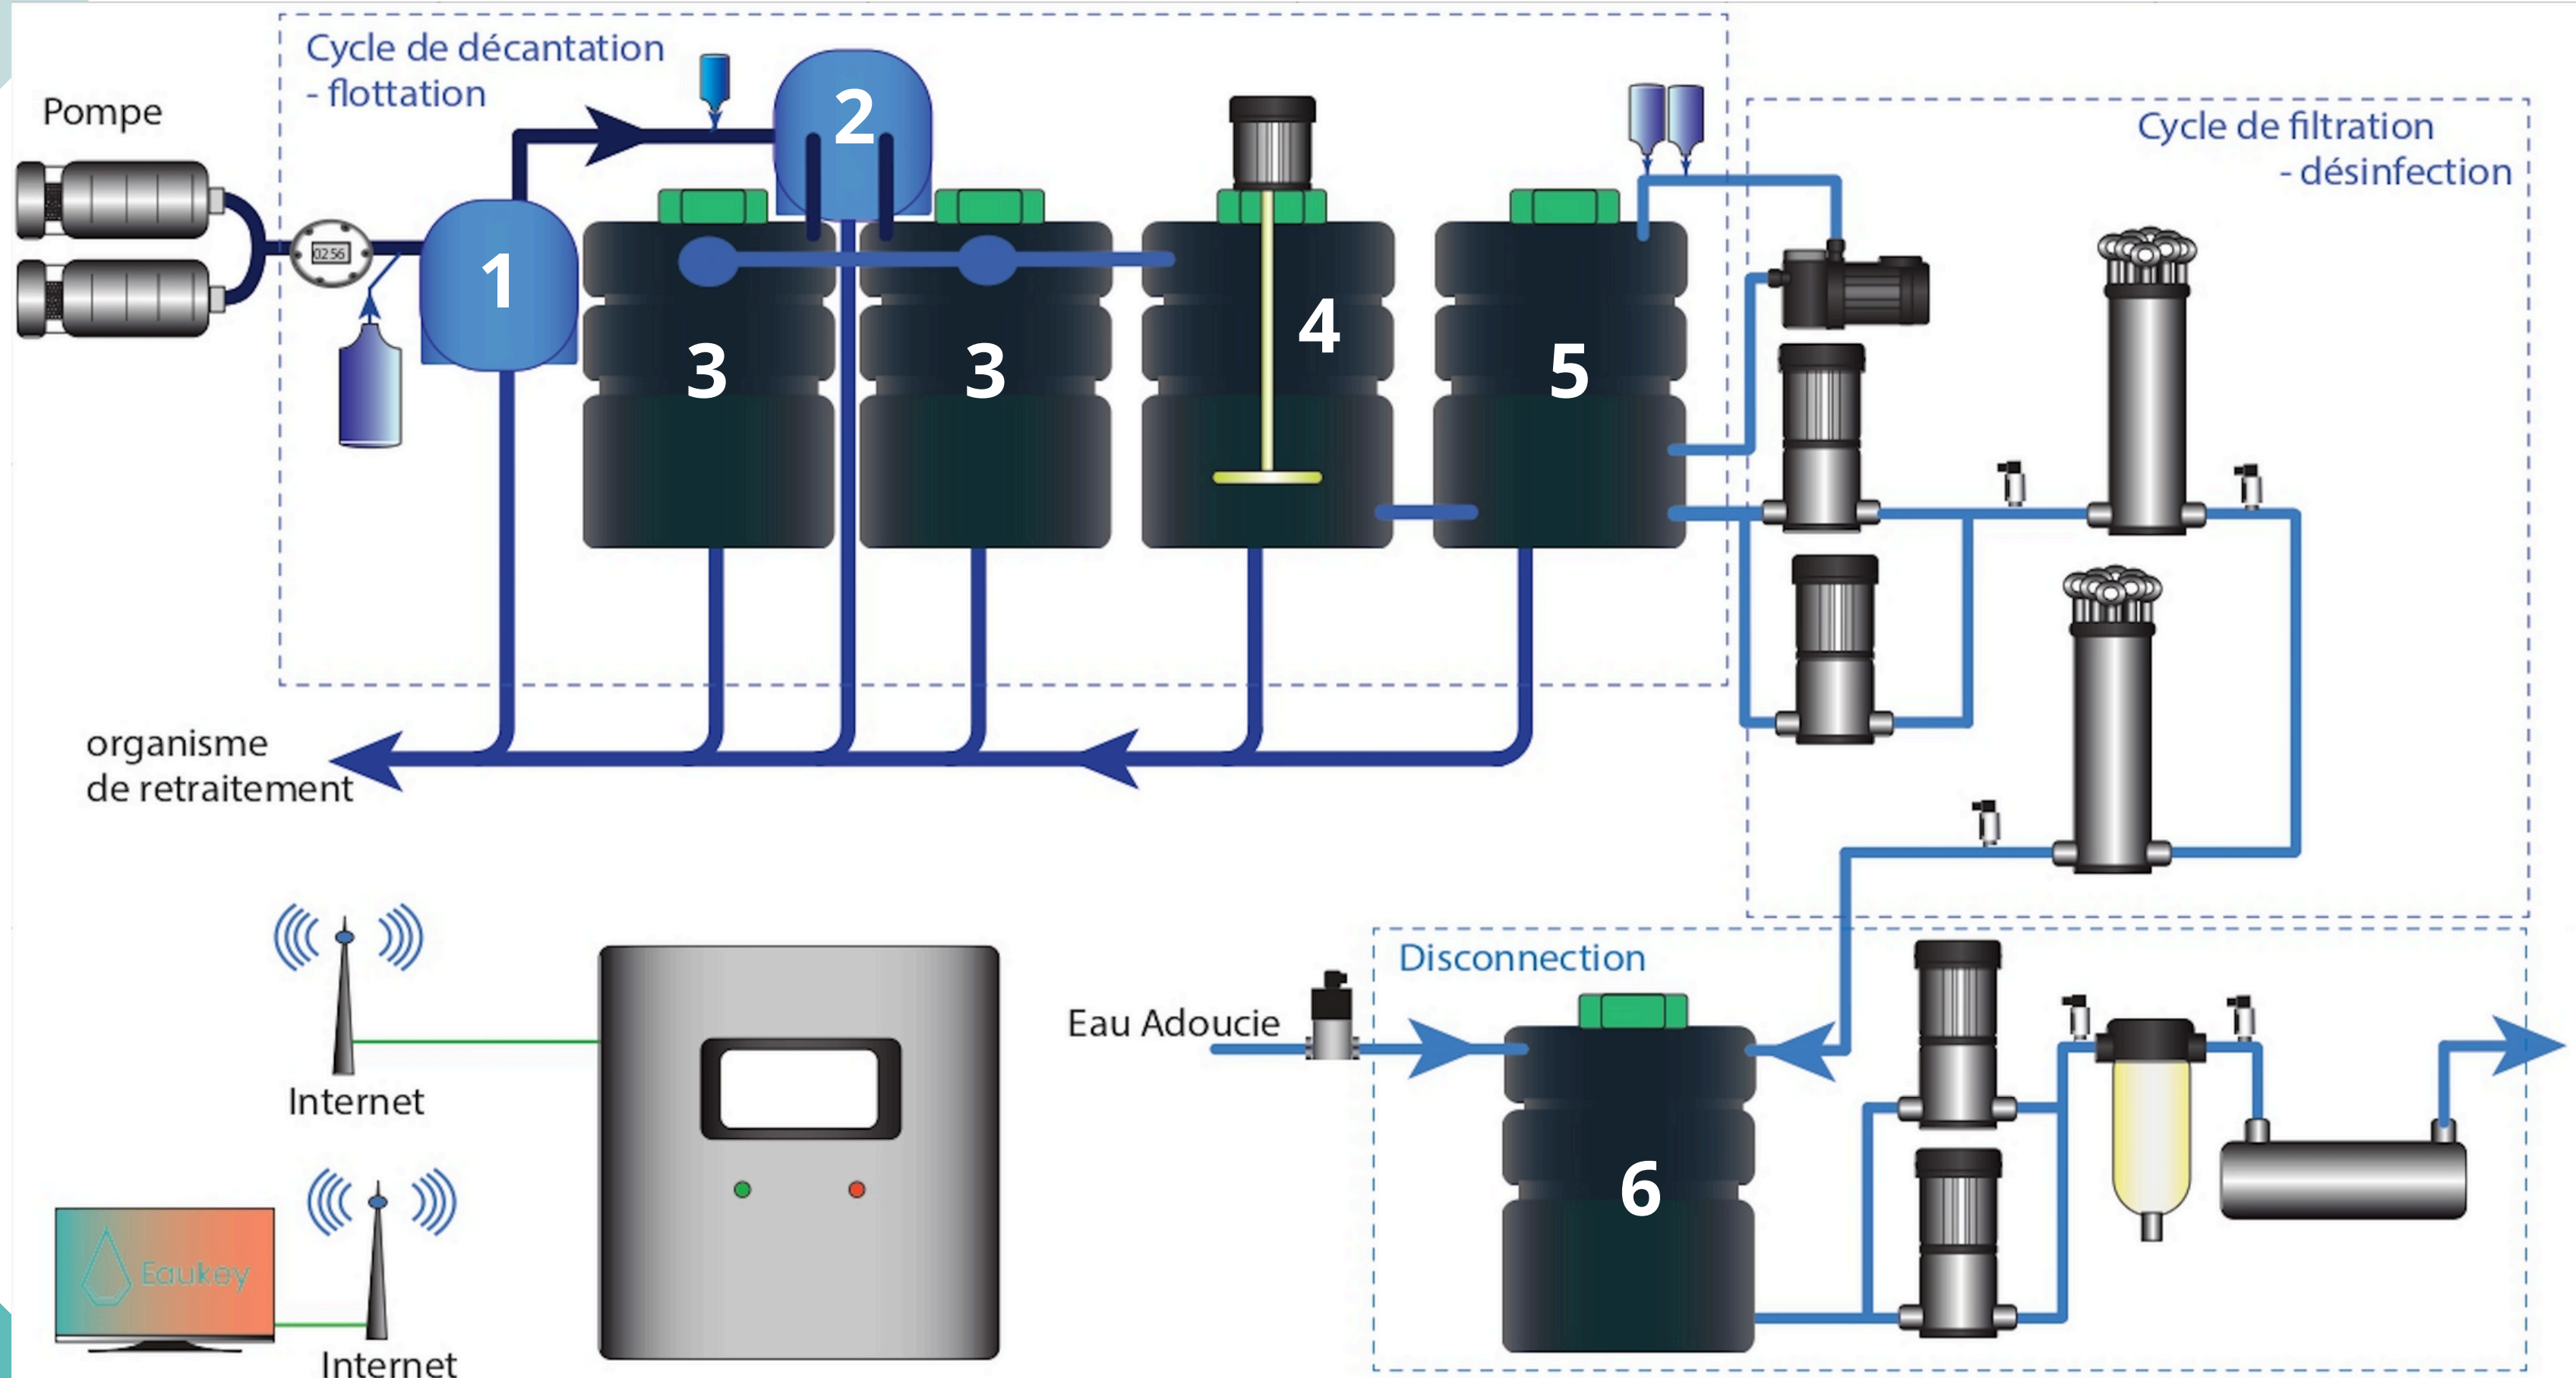 Cycle de décantation
- flottation
Pompe
Cycle de filtration
- désinfection
0256
1
2
3
3
4
5
organisme
de retraitement
Disconnection
Eau Adoucie
Internet
6
Eaukey
Internet